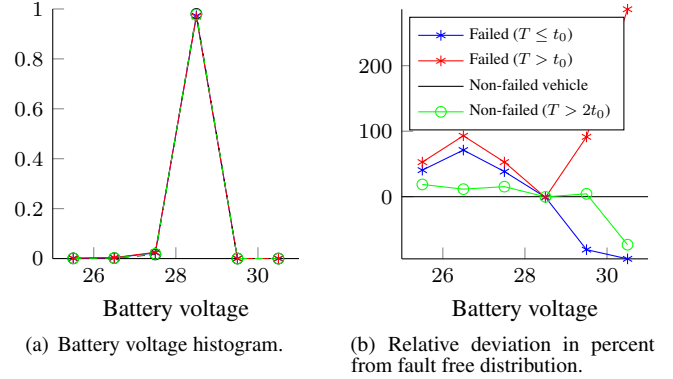 1
0.8
0.6
0.4
0.2
0
26 28 30
Battery voltage
(a) Battery voltage histogram.
Failed (T ≤ t₀)
Failed (T > t₀)
Non-failed vehicle
Non-failed (T > 2t₀)
200
100
0
26 28 30
Battery voltage
(b) Relative deviation in percent
from fault free distribution.